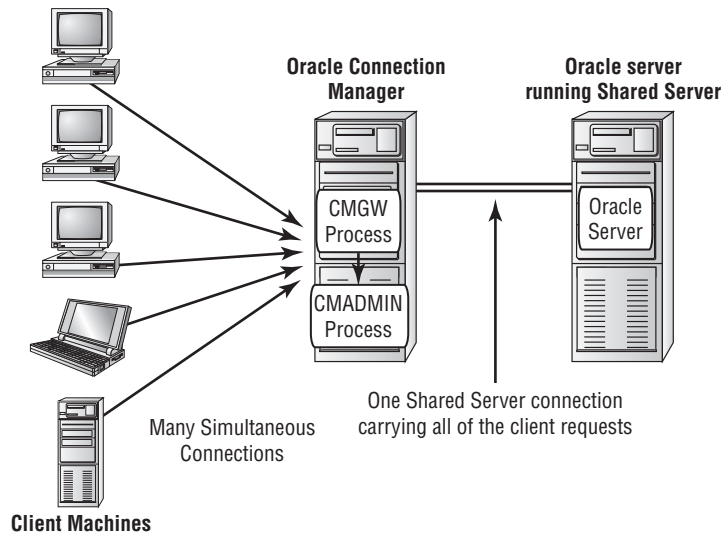 Oracle Connection
Manager
Oracle server
running Shared Server
CMGW
Process
Oracle
Server
CMADMIN
Process
Many Simultaneous
Connections
One Shared Server connection
carrying all of the client requests
Client Machines